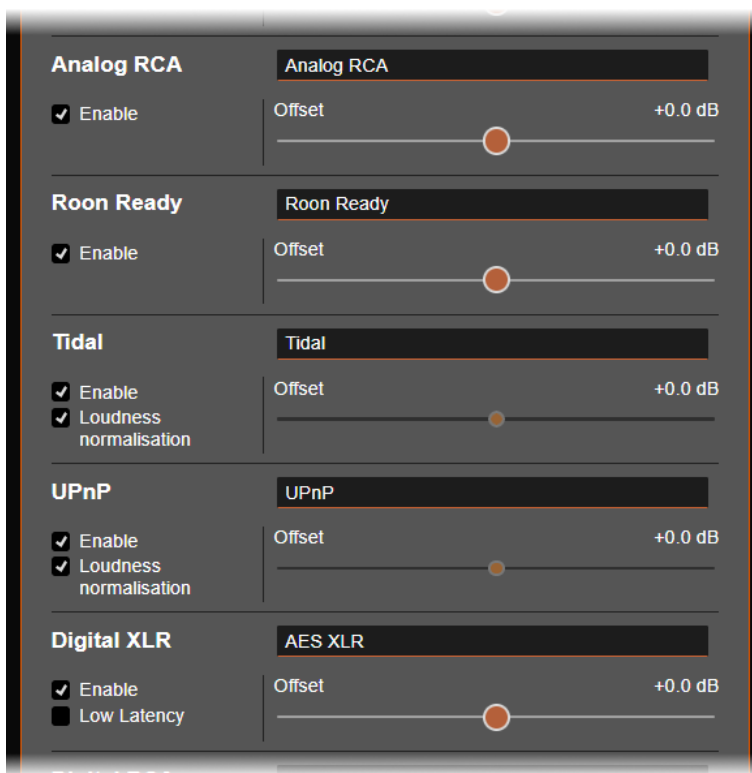 Analog RCA
Analog RCA
Enable
Offset
+0.0 dB
Roon Ready
Roon Ready
Enable
Offset
+0.0 dB
Tidal
Tidal
Enable
Offset
+0.0 dB
Loudness
normalisation
UPnP
UPnP
Enable
Offset
+0.0 dB
Loudness
normalisation
Digital XLR
AES XLR
Enable
Offset
+0.0 dB
Low Latency